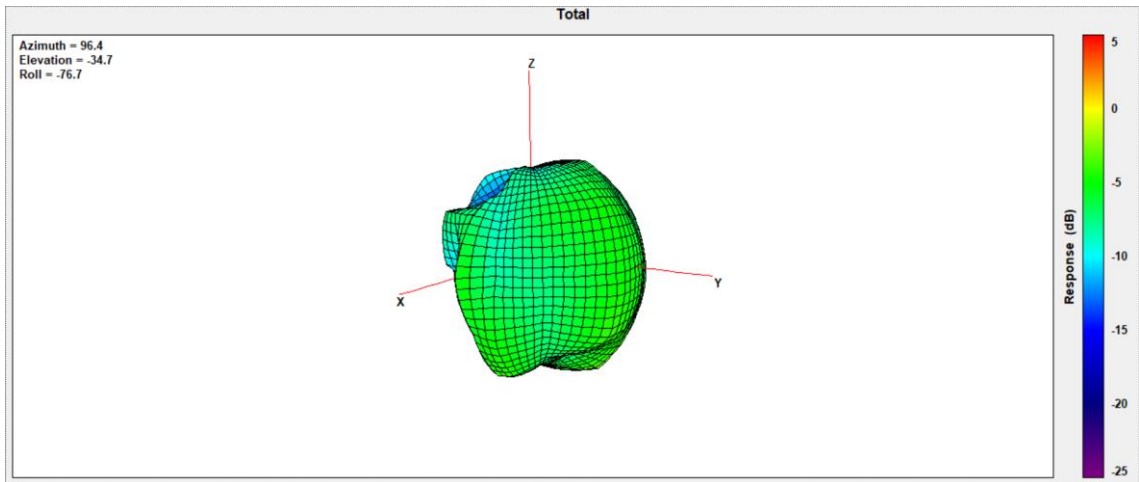 Total
Azimuth = 96.4
Elevation = -34.7
Roll = -76.7
Z
X
Y
5
0
-5
-10
-15
-20
-25
Response (dB)